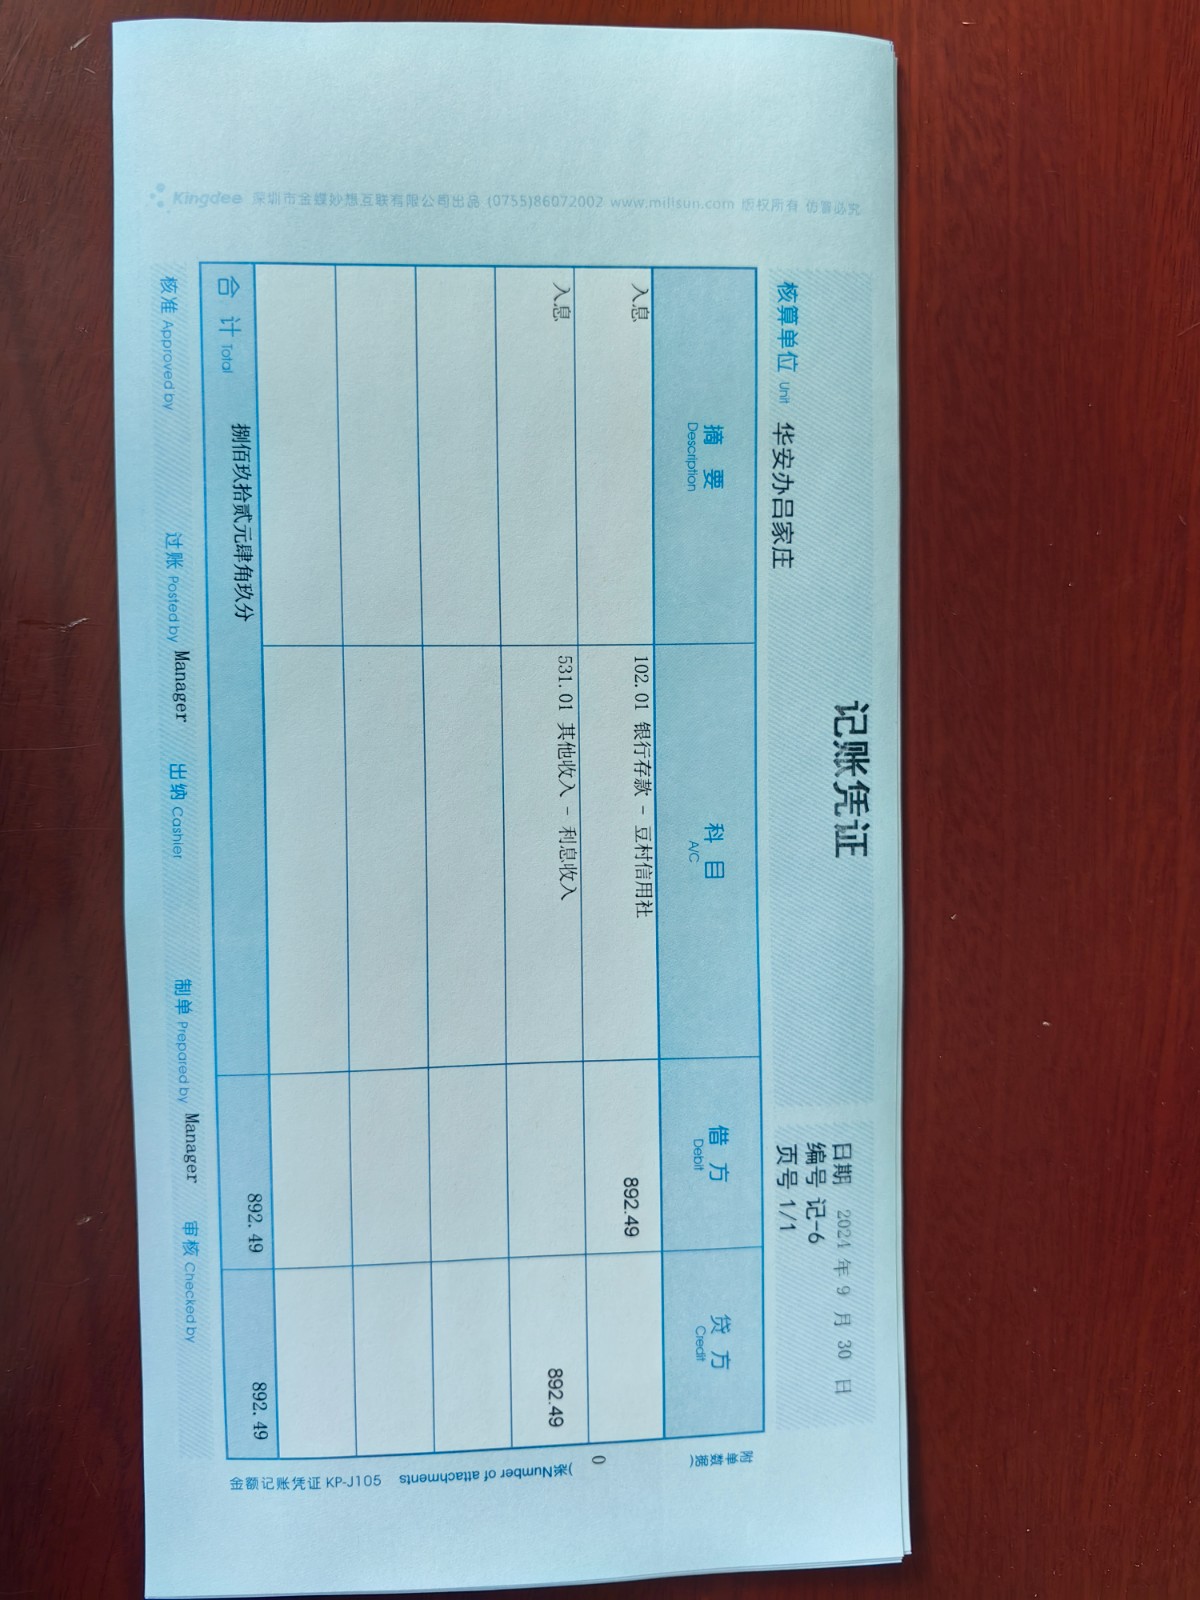 记账凭证
日期 2024 年 9 月 30 日
编号 记-6
页号 1/1
核算单位 Unit 华安办吕家庄
摘 要 Description 科 目 A/C 借 方 Debit 贷 方 Credit
入息 102.01 银行存款 - 豆村信用社 892.49
入息 531.01 其他收入 - 利息收入 892.49
合 计 Total 捌佰玖拾贰元肆角玖分 892.49 892.49
核准 Approved by 过账 Posted by Manager 出纳 Cashier 制单 Prepared by Manager 审核 Checked by
附单数据( 0 )张Number of attachments
金额记账凭证 KP-J105
Kingdee 深圳市金蝶妙想互联有限公司出品 (0755)86072002 www.milisun.com 版权所有 仿冒必究